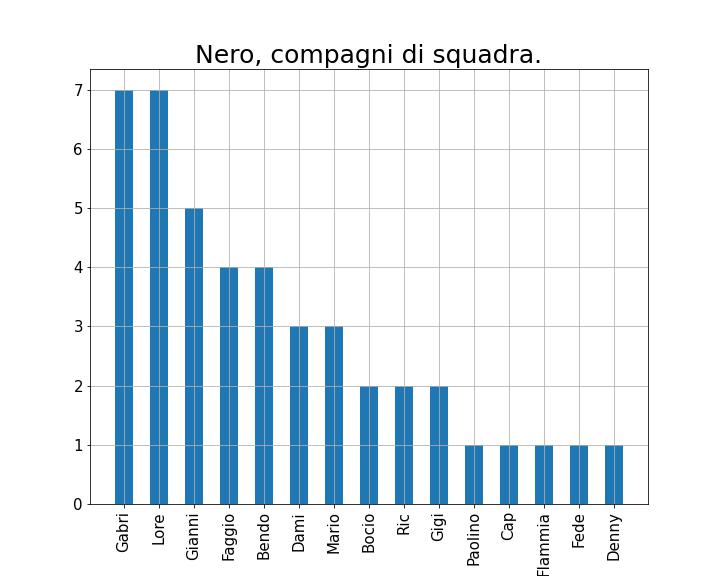 Nero, compagni di squadra.
7
6
5
4
3
2
1
0
Gabri
Lore
Gianni
Faggio
Bendo
Dami
Mario
Bocio
Ric
Gigi
Paolino
Cap
Flammia
Fede
Denny